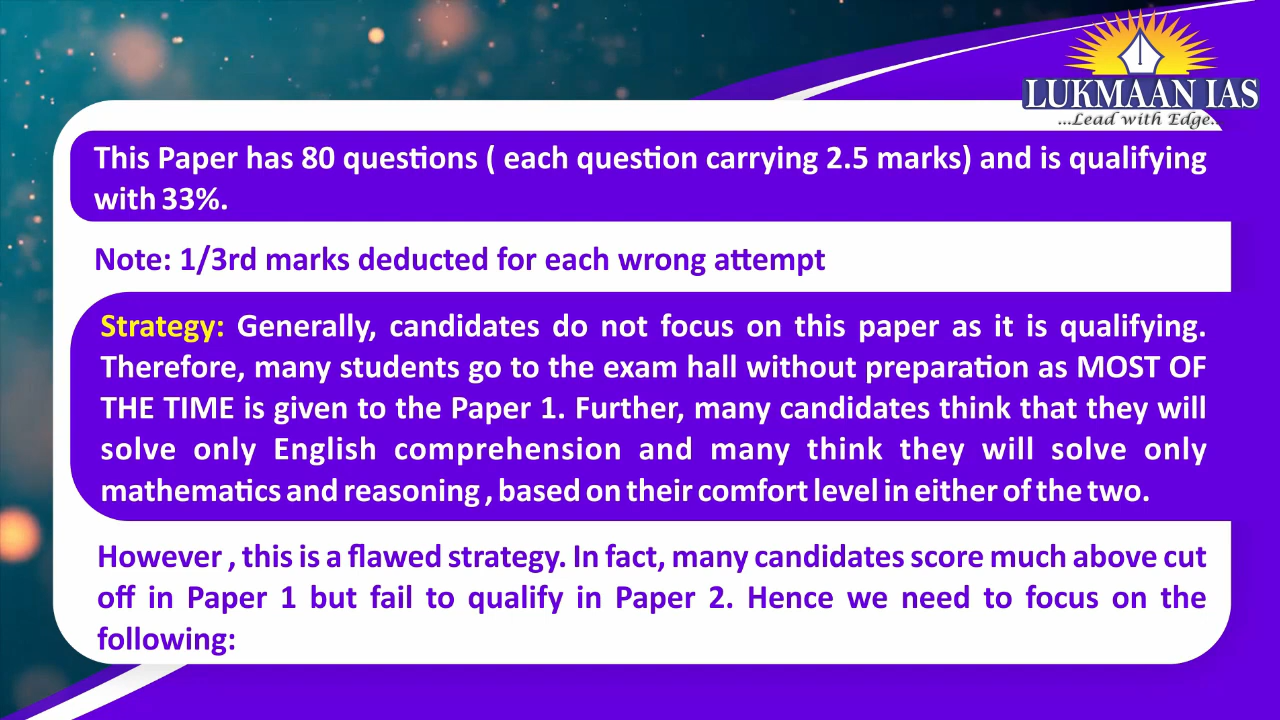 LUKMAAN IAS
...Lead with Edge..
This Paper has 80 questions ( each question carrying 2.5 marks) and is qualifying
with 33%.
Note: 1/3rd marks deducted for each wrong attempt
Strategy: Generally, candidates do not focus on this paper as it is qualifying.
Therefore, many students go to the exam hall without preparation as MOST OF
THE TIME is given to the Paper 1. Further, many candidates think that they will
solve only English comprehension and many think they will solve only
mathematics and reasoning , based on their comfort level in either of the two.
However , this is a flawed strategy. In fact, many candidates score much above cut
off in Paper 1 but fail to qualify in Paper 2. Hence we need to focus on the
following: